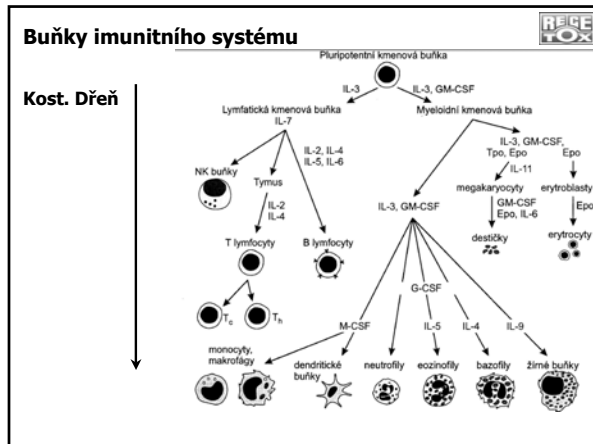 Buňky imunitního systému
RECETOX
Kost. Dřeň
Pluripotentní kmenová buňka
IL-3
IL-3, GM-CSF
Lymfatická kmenová buňka
IL-7
Myeloidní kmenová buňka
IL-2, IL-4
IL-5, IL-6
IL-3, GM-CSF,
Tpo, Epo
Epo
IL-11
NK buňky
Tymus
megakaryocyty
erytroblasty
IL-2
IL-4
IL-3, GM-CSF
GM-CSF
Epo, IL-6
Epo
T lymfocyty
B lymfocyty
destičky
erytrocyty
G-CSF
Tc
Th
M-CSF
IL-5
IL-4
IL-9
monocyty,
makrofágy
dendritické
buňky
neutrofily
eozinofily
bazofily
žírné buňky